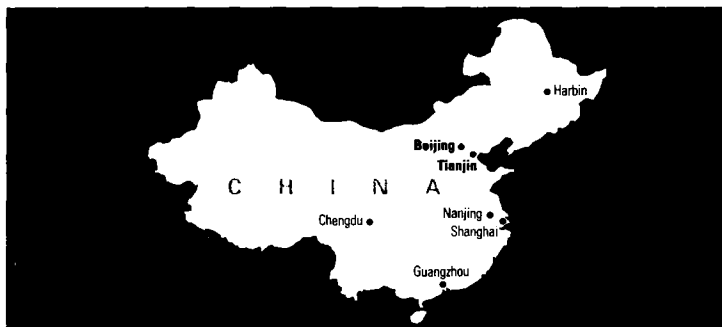 Harbin
Beijing
Tianjin
C H I N A
Nanjing
Chengdu
Shanghai
Guangzhou